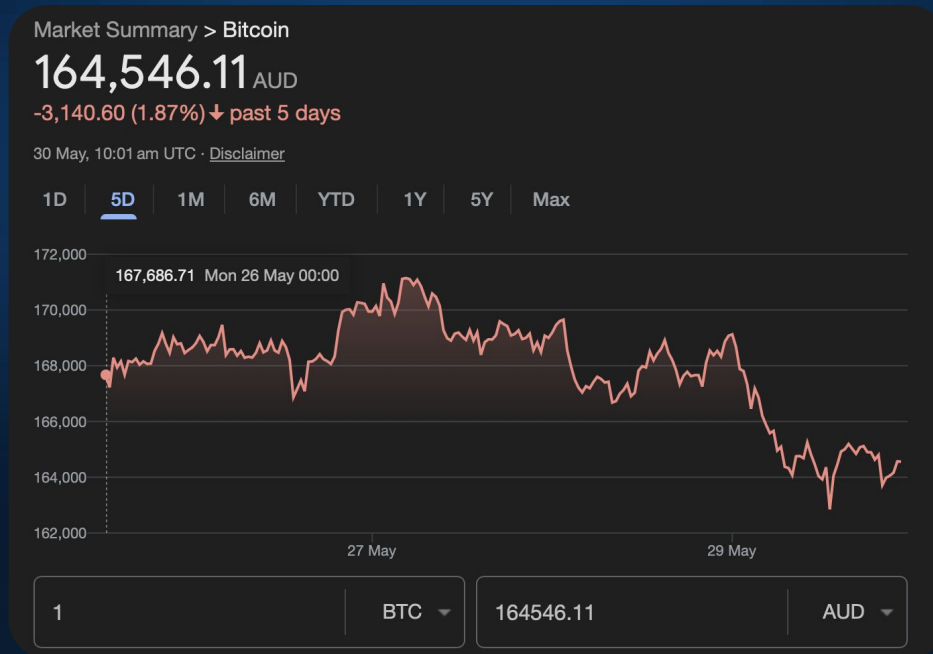 Market Summary > Bitcoin
164,546.11 AUD
-3,140.60 (1.87%) ↓ past 5 days
30 May, 10:01 am UTC · Disclaimer
1D 5D 1M 6M YTD 1Y 5Y Max
172,000
167,686.71 Mon 26 May 00:00
170,000
168,000
166,000
164,000
162,000
27 May 29 May
1 BTC 164546.11 AUD